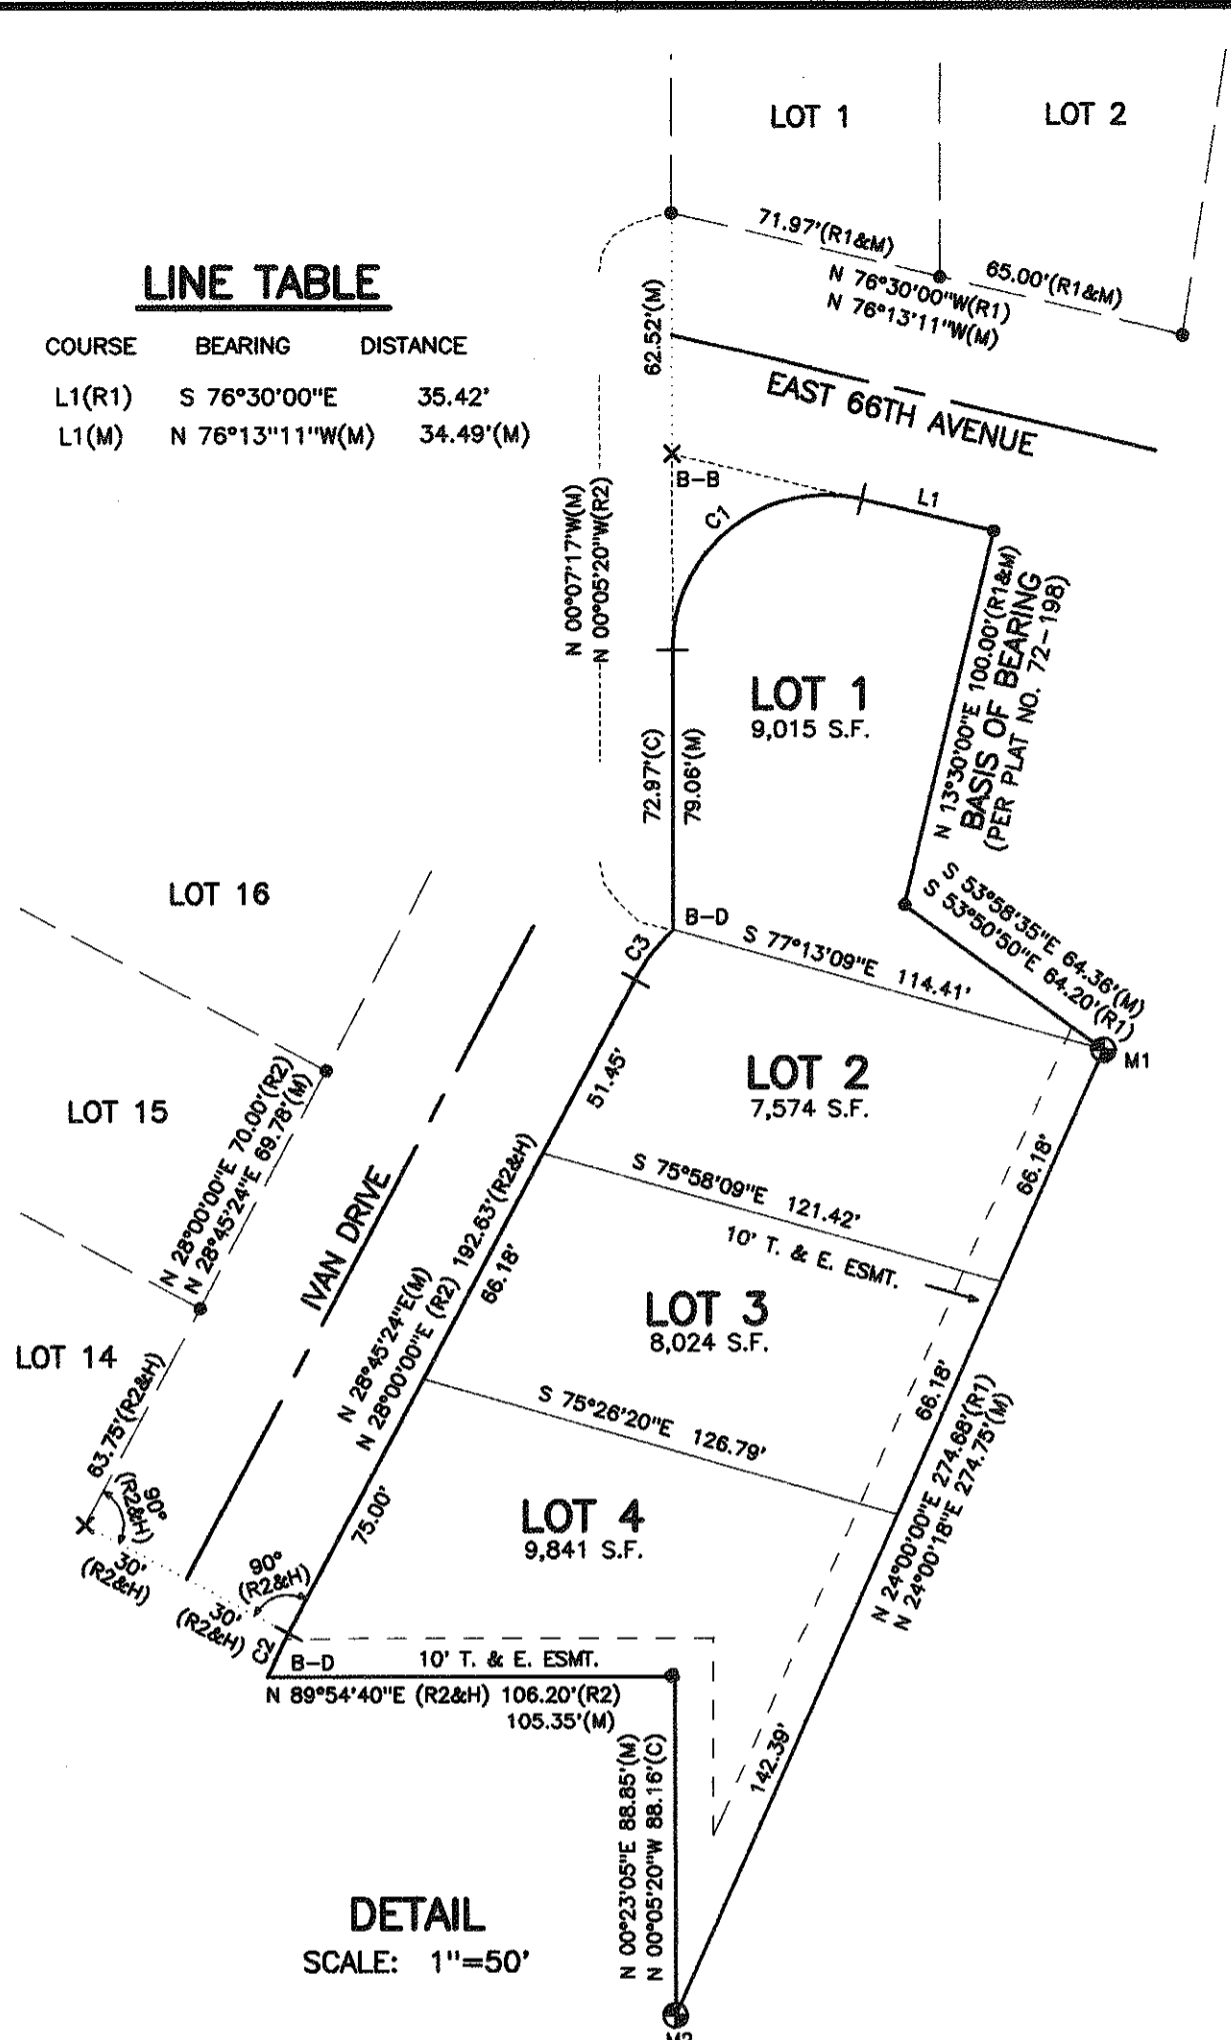 LOT 1
LOT 2
71.97'(R1&M)
65.00'(R1&M)
N 76°30'00"W(R1)
N 76°13'11"W(M)
LINE TABLE
COURSE BEARING DISTANCE
L1(R1) S 76°30'00"E 35.42'
L1(M) N 76°13"11"W(M) 34.49'(M)
62.52'(M)
EAST 66TH AVENUE
B-B
C1
L1
N 00°07'17"W(M)
N 00°05'20"W(R2)
N 13°30'00"E 100.00'(R1&M)
BASIS OF BEARING
(PER PLAT NO. 72-198)
LOT 1
9,015 S.F.
72.97'(C)
79.06'(M)
LOT 16
B-D
C3
S 77°13'09"E 114.41'
S 53°58'35"E 64.36'(M)
S 53°50'50"E 64.20'(R1)
M1
LOT 15
N 28°00'00"E 70.00'(R2)
N 28°45'24"E 69.78'(M)
51.45'
LOT 2
7,574 S.F.
66.18'
IVAN DRIVE
S 75°58'09"E 121.42'
10' T. & E. ESMT.
N 28°45'24"E(M)
N 28°00'00"E (R2) 192.63'(R2&H)
66.18'
LOT 3
8,024 S.F.
LOT 14
63.75'(R2&H)
66.18'
N 24°00'00"E 274.68'(R1)
N 24°00'18"E 274.75'(M)
S 75°26'20"E 126.79'
90°
(R2&H)
30'
(R2&H)
75.00'
LOT 4
9,841 S.F.
90°
(R2&H)
30'
(R2&H)
C2
B-D
10' T. & E. ESMT.
N 89°54'40"E (R2&H) 106.20'(R2)
105.35'(M)
142.39'
N 00°23'05"E 88.85'(M)
N 00°05'20"W 88.16'(C)
DETAIL
SCALE: 1"=50'